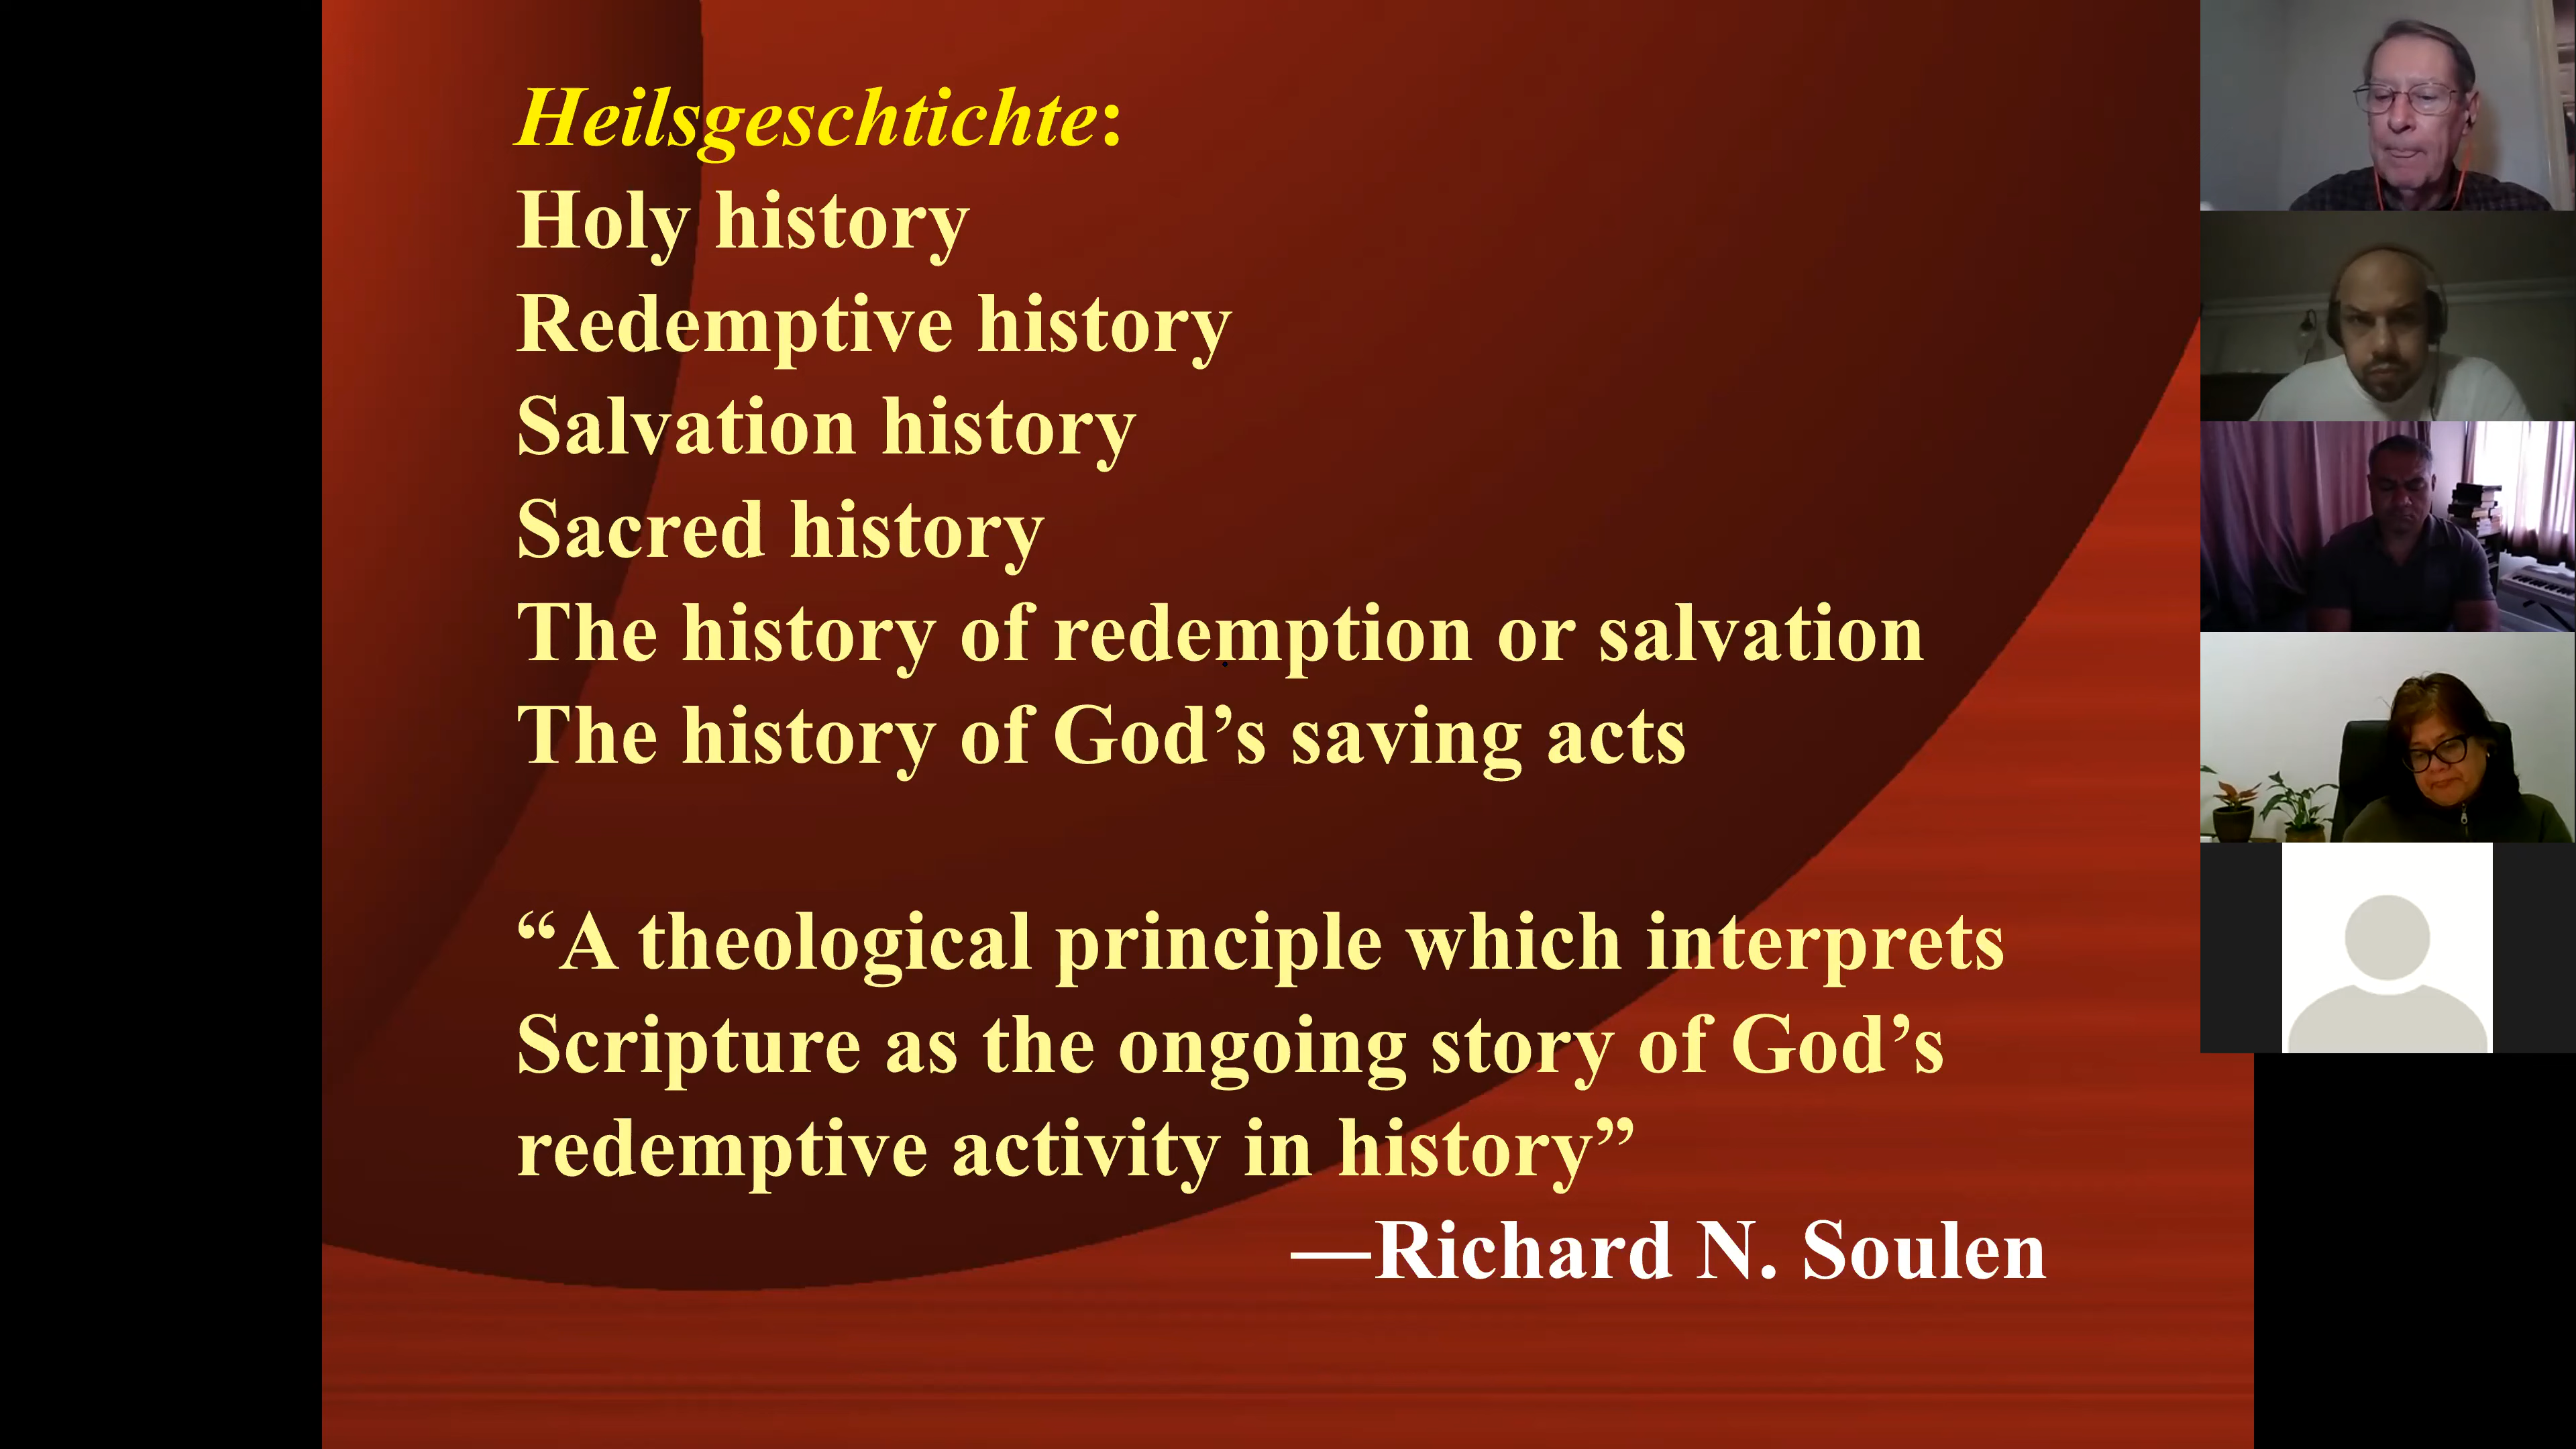 Heilsgeschtichte:
Holy history
Redemptive history
Salvation history
Sacred history
The history of redemption or salvation
The history of God’s saving acts
“A theological principle which interprets
Scripture as the ongoing story of God’s
redemptive activity in history”
—Richard N. Soulen